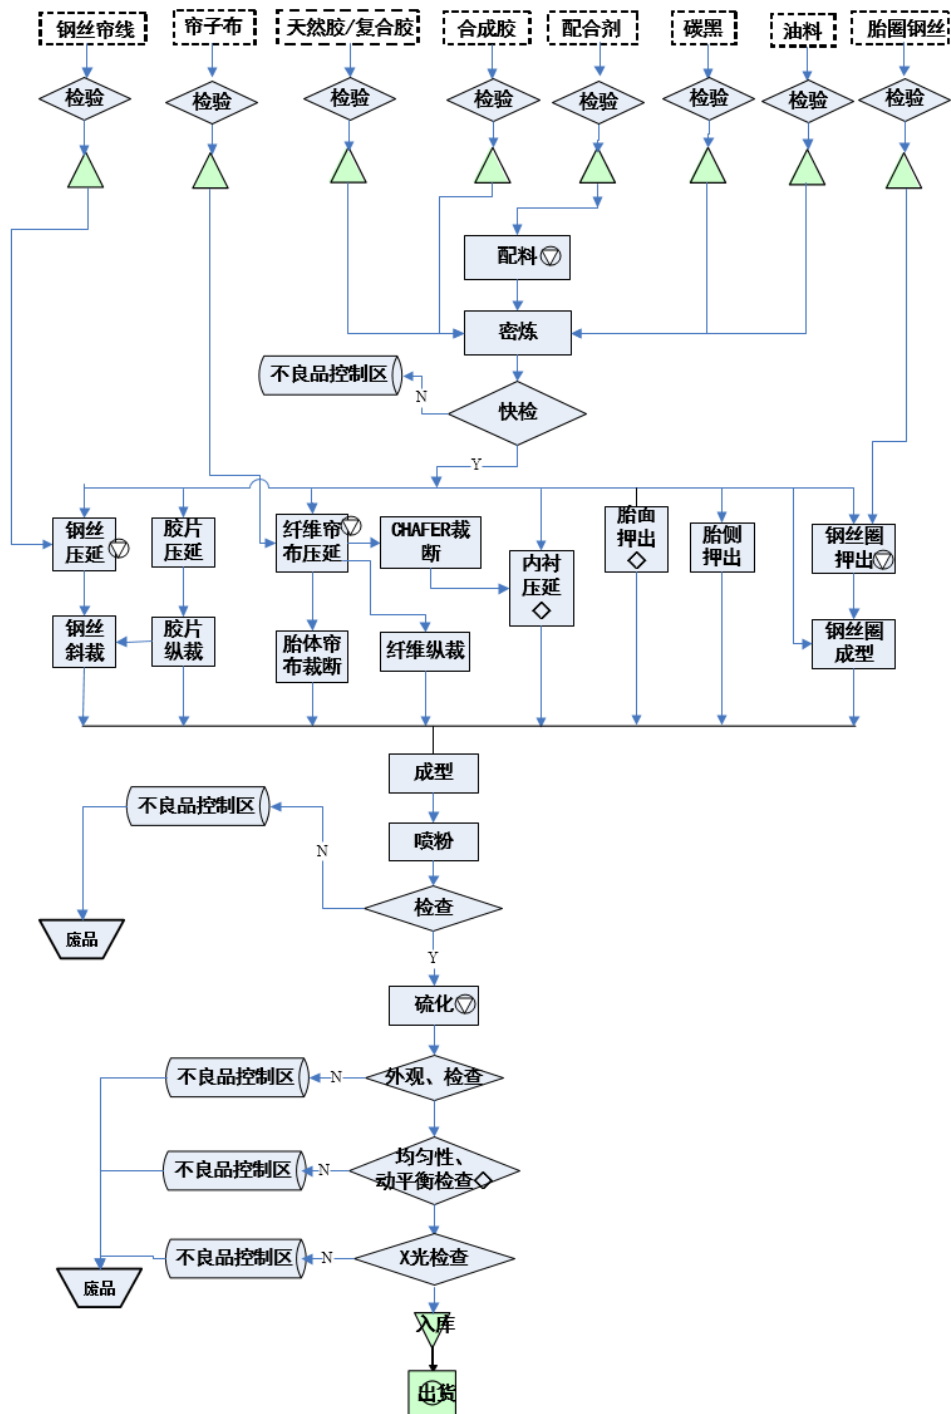 钢丝帘线
帘子布
天然胶/复合胶
合成胶
配合剂
碳黑
油料
胎圈钢丝
检验
检验
检验
检验
检验
检验
检验
检验
配料
密炼
不良品控制区
N
快检
Y
钢丝
压延
胶片
压延
纤维帘
布压延
CHAFER裁
断
内衬
压延
胎面
押出
胎侧
押出
钢丝圈
押出
钢丝
斜裁
胶片
纵裁
胎体帘
布裁断
纤维纵裁
钢丝圈
成型
成型
不良品控制区
喷粉
N
检查
废品
Y
硫化
不良品控制区
N
外观、检查
不良品控制区
N
均匀性、
动平衡检查
不良品控制区
N
X光检查
废品
入库
出货